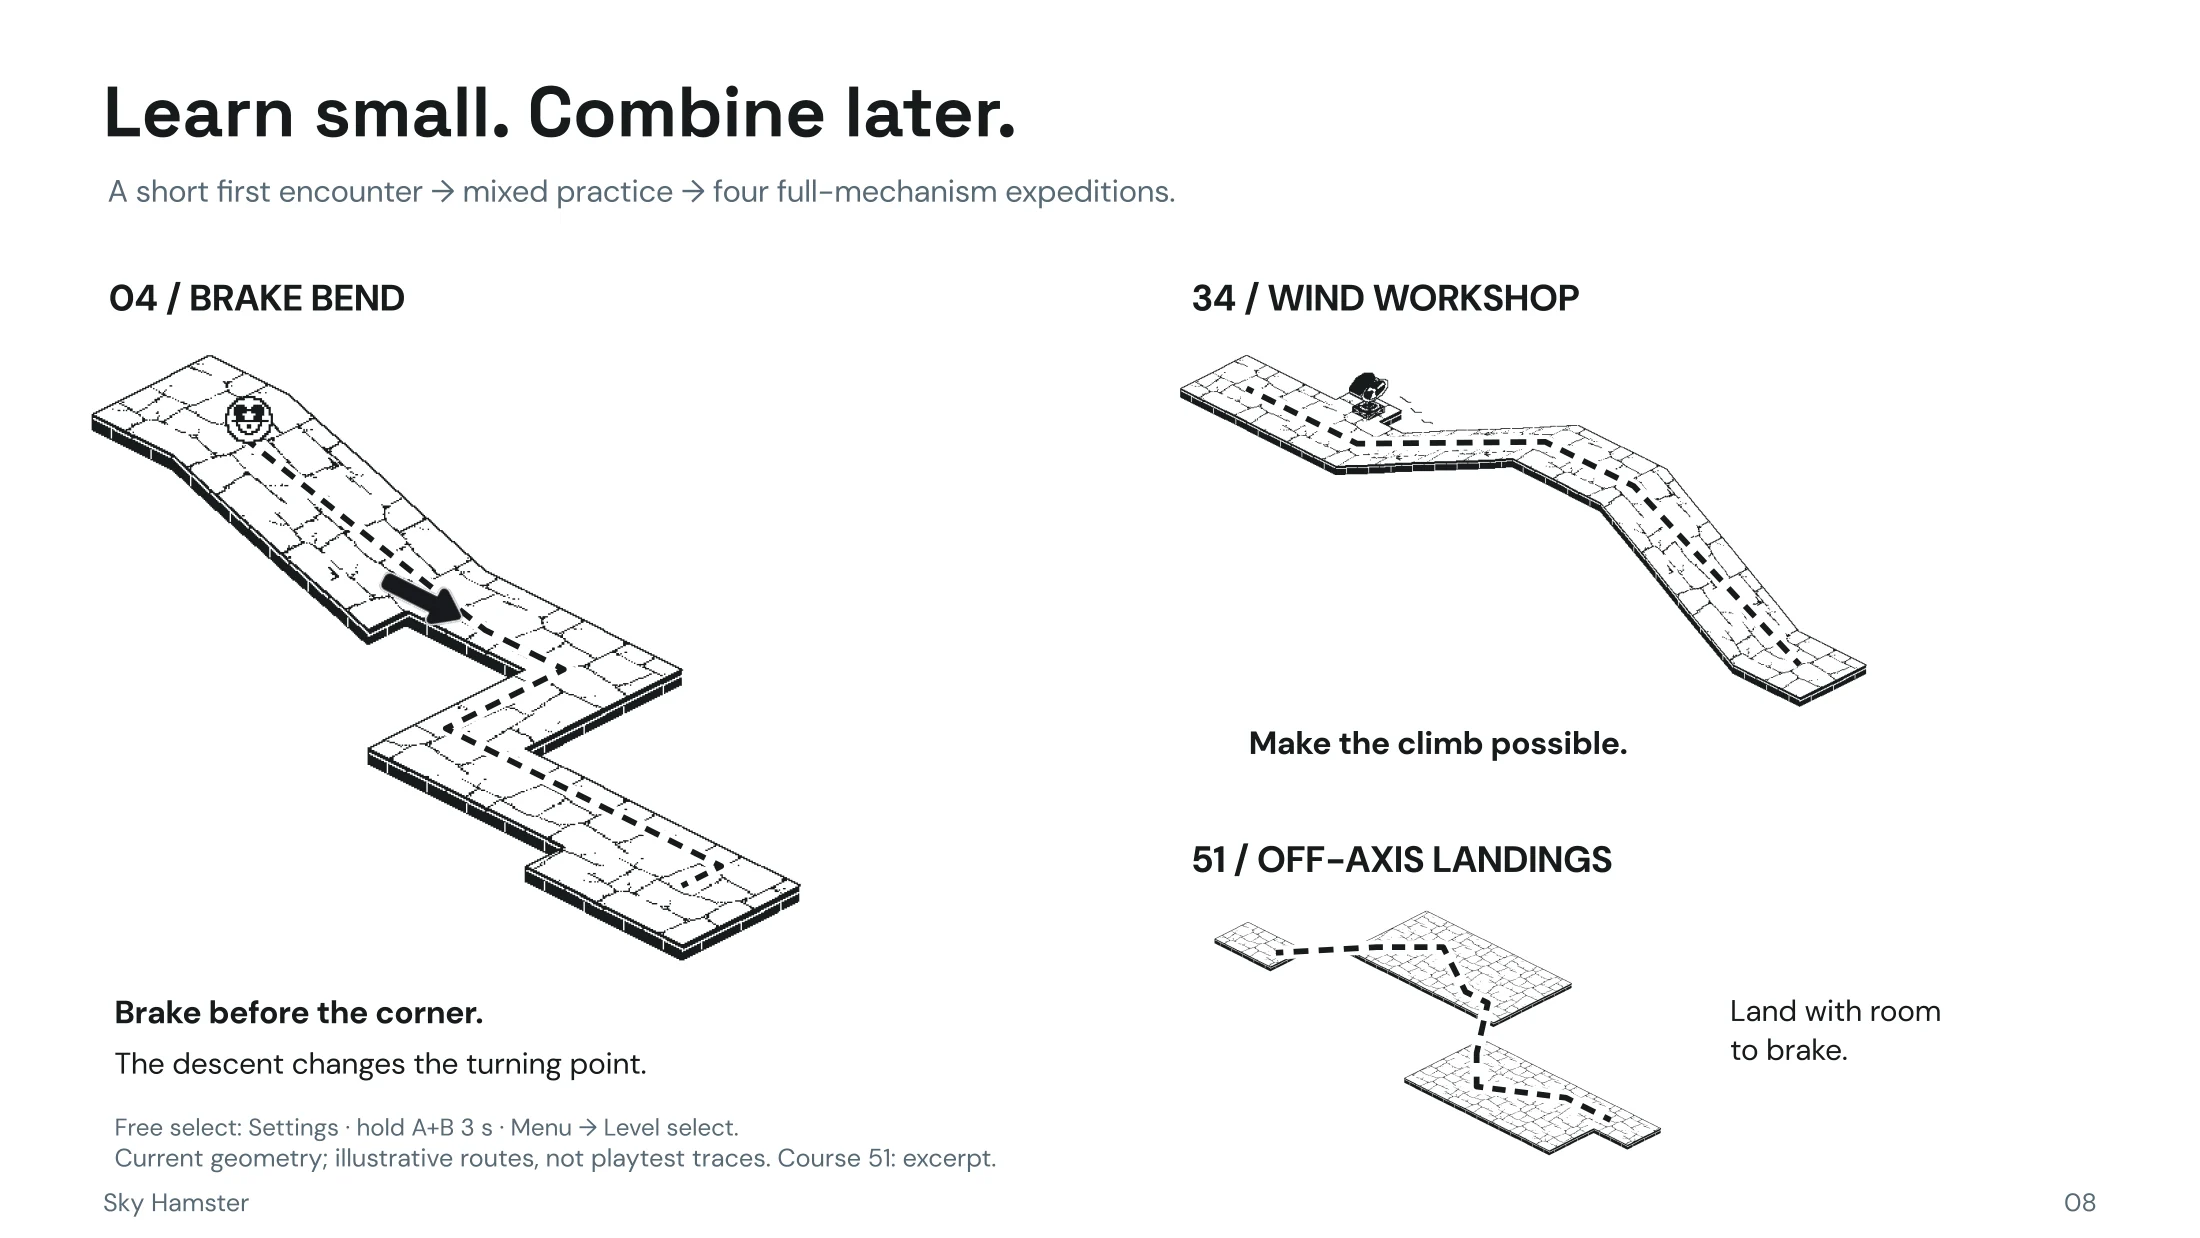 Learn small. Combine later.
A short first encounter → mixed practice → four full-mechanism expeditions.
04 / BRAKE BEND
Brake before the corner.
The descent changes the turning point.
Free select: Settings · hold A+B 3 s · Menu → Level select.
Current geometry; illustrative routes, not playtest traces. Course 51: excerpt.
34 / WIND WORKSHOP
Make the climb possible.
51 / OFF-AXIS LANDINGS
Land with room
to brake.
Sky Hamster
08